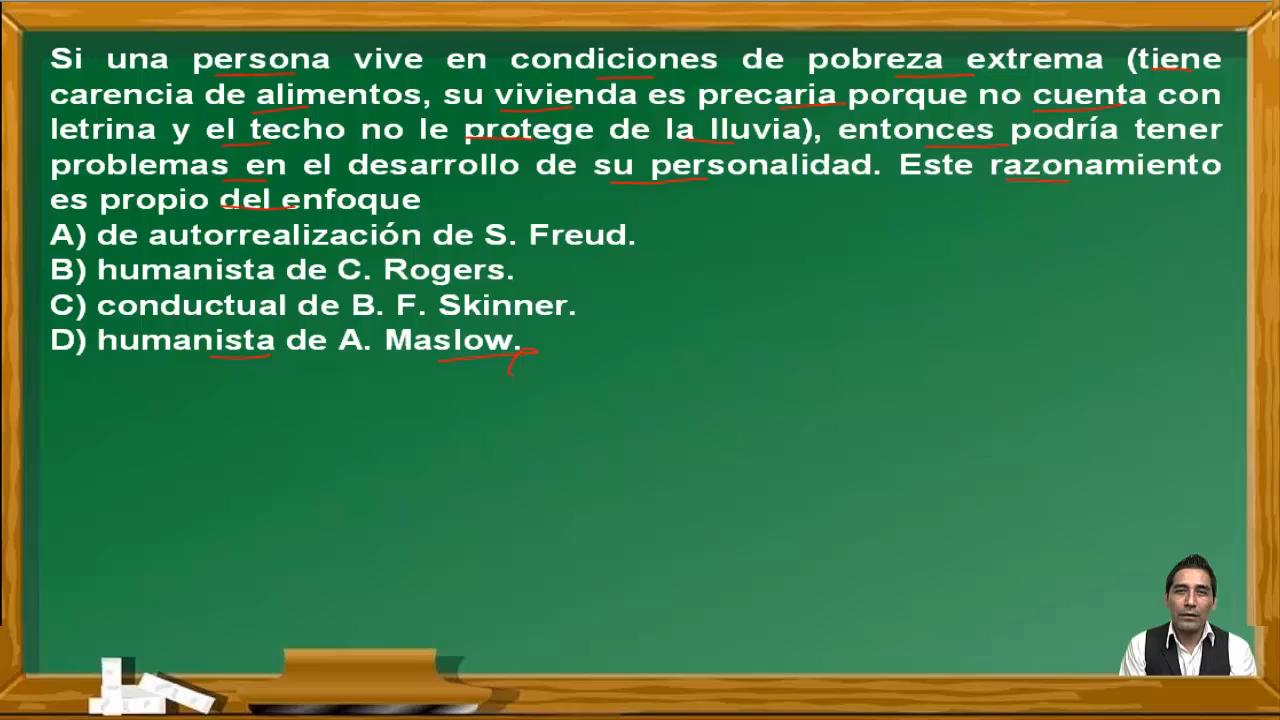 Si una persona vive en condiciones de pobreza extrema (tiene
carencia de alimentos, su vivienda es precaria porque no cuenta con
letrina y el techo no le protege de la lluvia), entonces podría tener
problemas en el desarrollo de su personalidad. Este razonamiento
es propio del enfoque
A) de autorrealización de S. Freud.
B) humanista de C. Rogers.
C) conductual de B. F. Skinner.
D) humanista de A. Maslow.